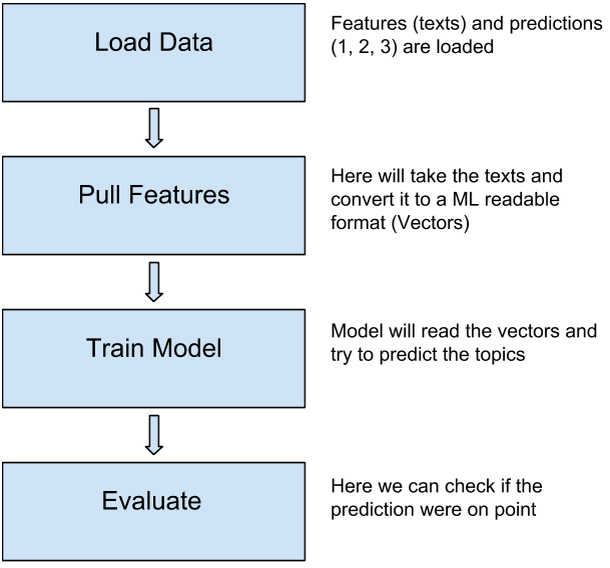 Load Data
Features (texts) and predictions
(1, 2, 3) are loaded
Pull Features
Here will take the texts and
convert it to a ML readable
format (Vectors)
Train Model
Model will read the vectors and
try to predict the topics
Evaluate
Here we can check if the
prediction were on point